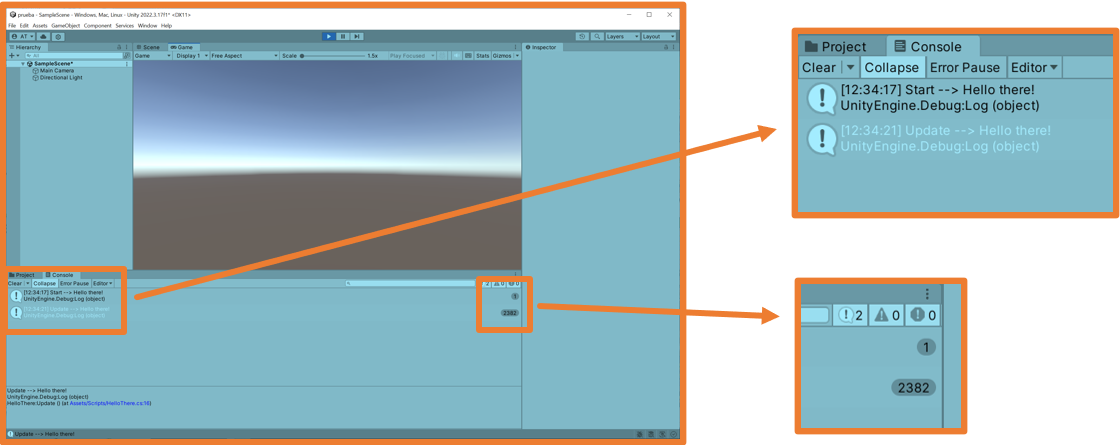 prueba - SampleScene - Windows, Mac, Linux - Unity 2022.3.17f1* <DX11>
File Edit Assets GameObject Component Services Window Help
AT
Layers
Layout
Hierarchy
Scene
Game
Inspector
All
Game
Display 1
Free Aspect
Scale
1.5x
Play Focused
Stats
Gizmos
SampleScene*
Main Camera
Directional Light
Project
Console
Clear
Collapse
Error Pause
Editor
2
0
0
[12:34:17] Start --> Hello there!
UnityEngine.Debug:Log (object)
1
[12:34:21] Update --> Hello there!
UnityEngine.Debug:Log (object)
2382
Update --> Hello there!
UnityEngine.Debug:Log (object)
HelloThere:Update () (at Assets/Scripts/HelloThere.cs:16)
Update --> Hello there!
Project
Console
Clear
Collapse
Error Pause
Editor
[12:34:17] Start --> Hello there!
UnityEngine.Debug:Log (object)
[12:34:21] Update --> Hello there!
UnityEngine.Debug:Log (object)
2
0
0
1
2382